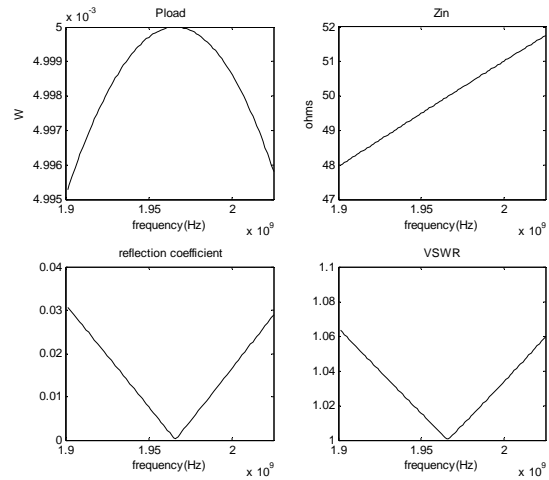 Pload
x 10^-3
5
4.999
4.998
4.997
4.996
4.995
W
1.9 1.95 2
frequency(Hz)
x 10^9
Zin
52
51
50
49
48
47
ohms
1.9 1.95 2
frequency(Hz)
x 10^9
reflection coefficient
0.04
0.03
0.02
0.01
0
1.9 1.95 2
frequency(Hz)
x 10^9
VSWR
1.1
1.08
1.06
1.04
1.02
1
1.9 1.95 2
frequency(Hz)
x 10^9